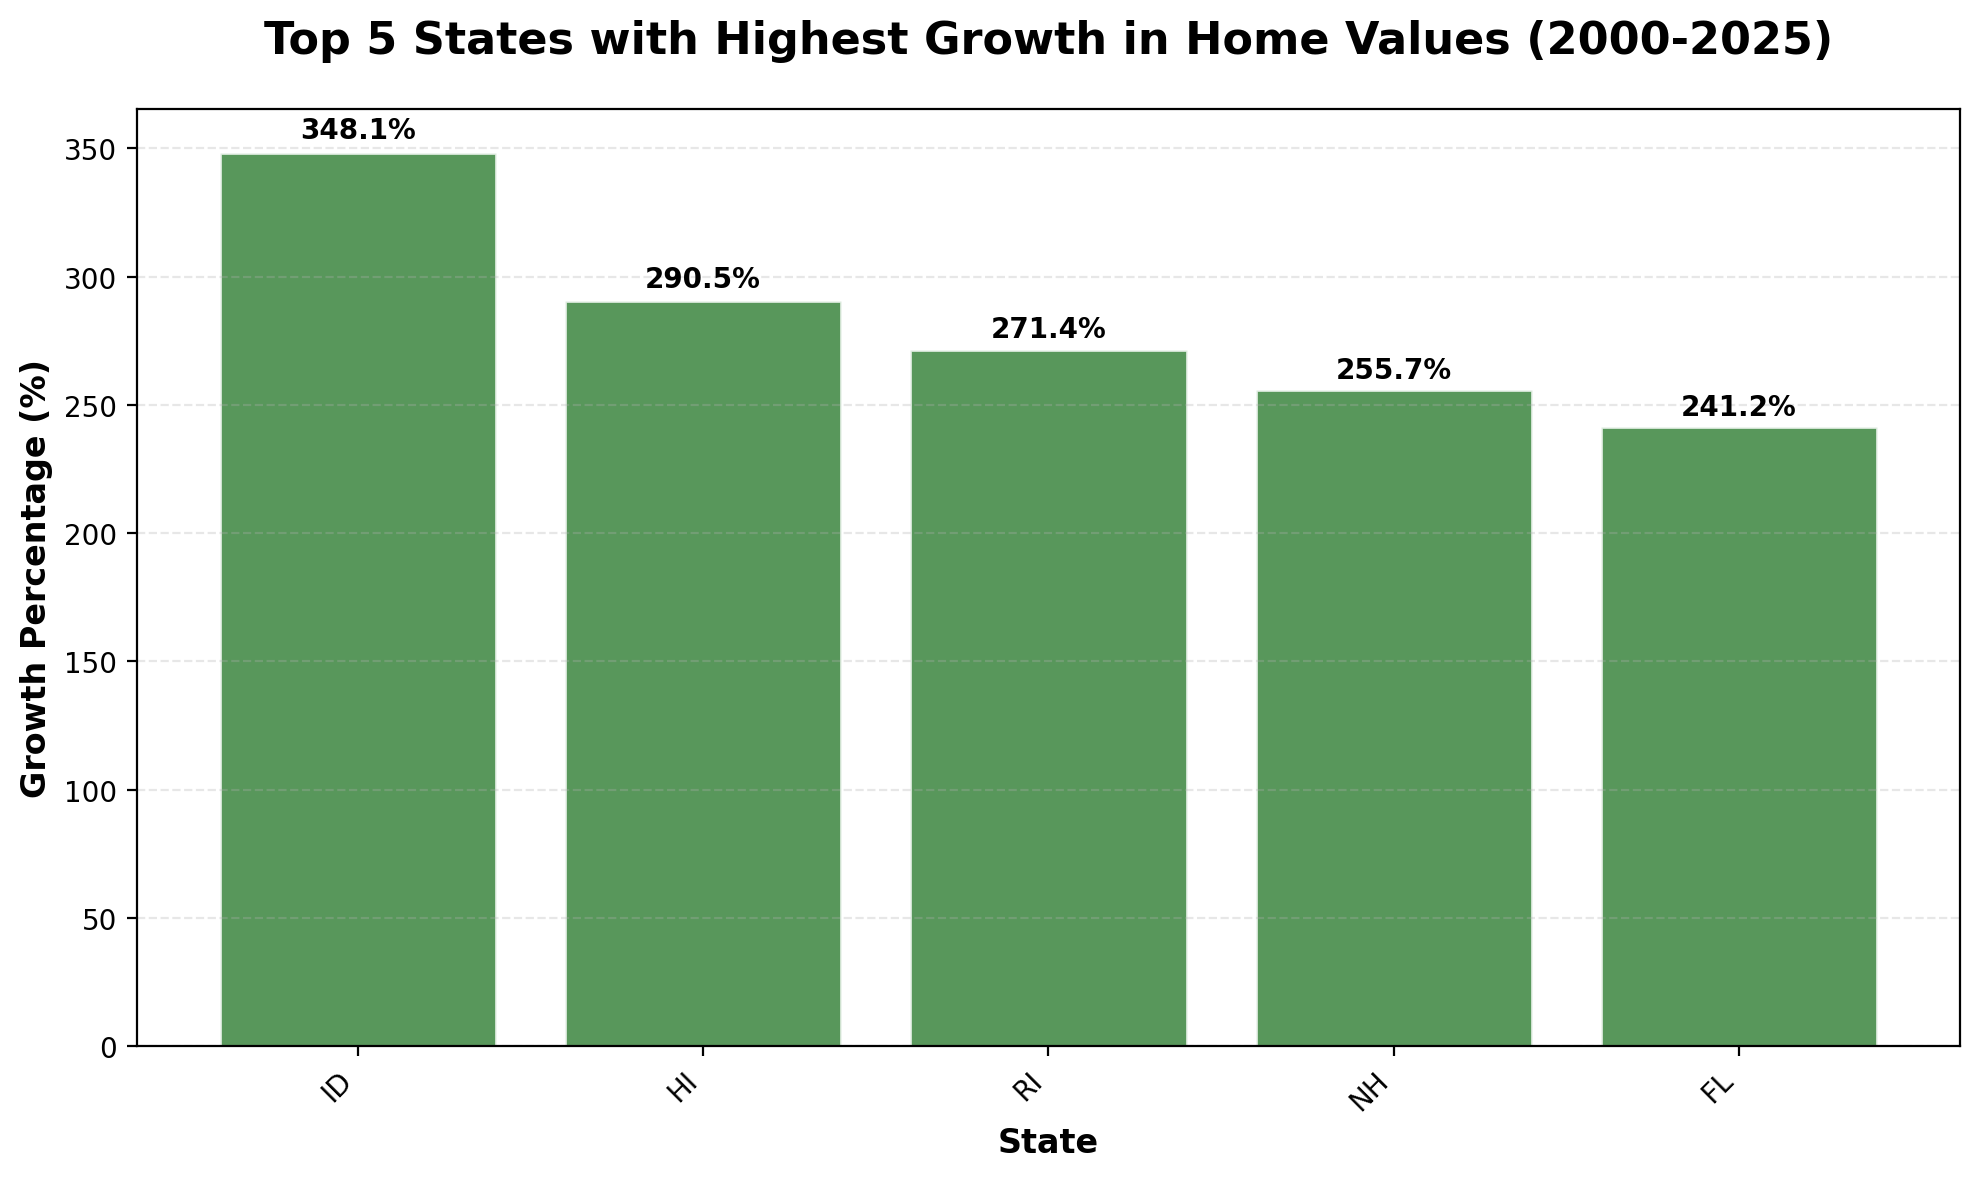 Top 5 States with Highest Growth in Home Values (2000-2025)
Growth Percentage (%)
350
300
250
200
150
100
50
0
348.1%
290.5%
271.4%
255.7%
241.2%
ID
HI
RI
NH
FL
State